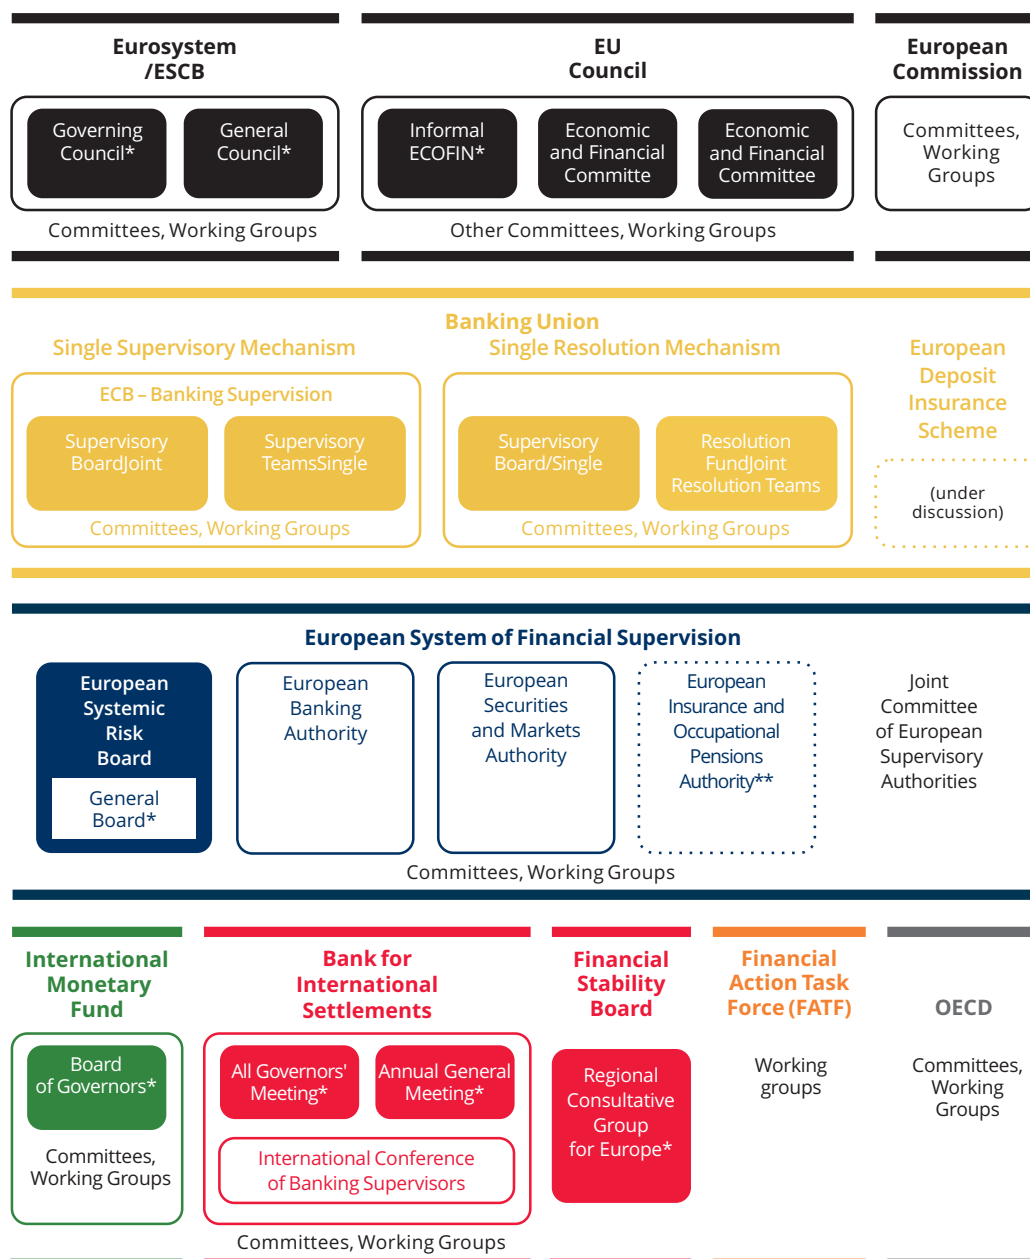 Eurosystem
/ESCB
Governing
Council*
General
Council*
Committees, Working Groups
EU
Council
Informal
ECOFIN*
Economic
and Financial
Committe
Economic
and Financial
Committee
Other Committees, Working Groups
European
Commission
Committees,
Working
Groups
Banking Union
Single Supervisory Mechanism
ECB – Banking Supervision
Supervisory
BoardJoint
Supervisory
TeamsSingle
Committees, Working Groups
Single Resolution Mechanism
Supervisory
Board/Single
Resolution
FundJoint
Resolution Teams
Committees, Working Groups
European
Deposit
Insurance
Scheme
(under
discussion)
European System of Financial Supervision
European
Systemic
Risk
Board
General
Board*
European
Banking
Authority
European
Securities
and Markets
Authority
European
Insurance and
Occupational
Pensions
Authority**
Joint
Committee
of European
Supervisory
Authorities
Committees, Working Groups
International
Monetary
Fund
Board
of Governors*
Committees,
Working Groups
Bank for
International
Settlements
All Governors'
Meeting*
Annual General
Meeting*
International Conference
of Banking Supervisors
Committees, Working Groups
Financial
Stability
Board
Regional
Consultative
Group
for Europe*
Financial
Action Task
Force (FATF)
Working
groups
OECD
Committees,
Working
Groups